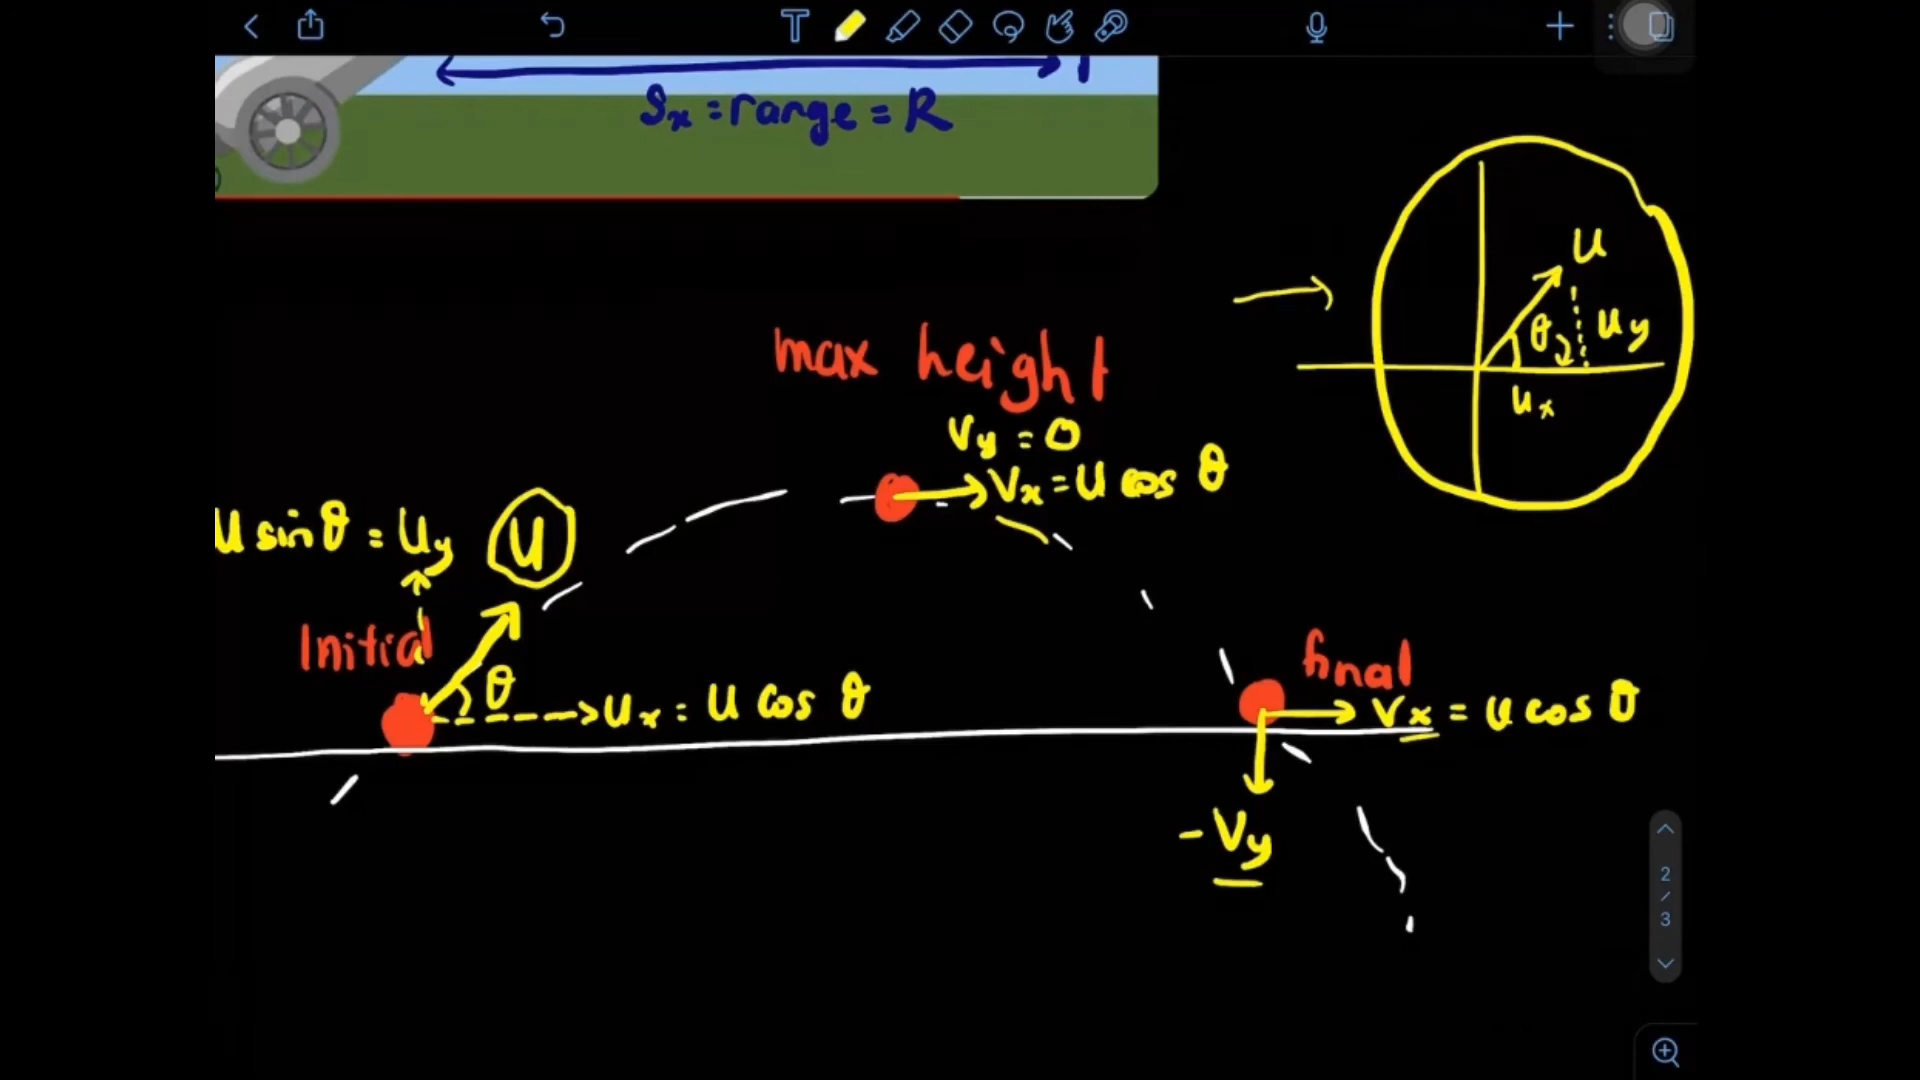 Sx = range = R
U
θ
uy
ux
max height
Vy = 0
Vx = U cos θ
U sinθ = Uy
U
Initial
θ
Ux = U cos θ
final
Vx = U cos θ
- Vy
2
/
3